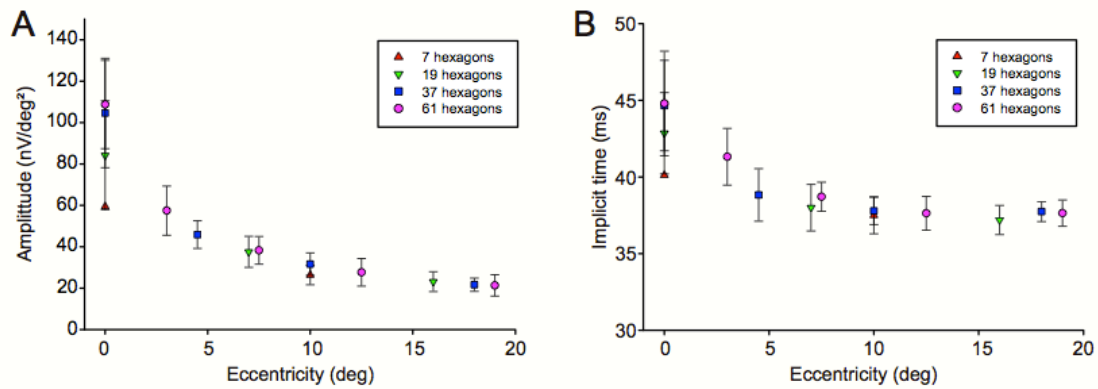 A
Amplittude (nV/deg²)
140
120
100
80
60
40
20
0
7 hexagons
19 hexagons
37 hexagons
61 hexagons
0 5 10 15 20
Eccentricity (deg)
B
Implicit time (ms)
50
45
40
35
30
7 hexagons
19 hexagons
37 hexagons
61 hexagons
0 5 10 15 20
Eccentricity (deg)